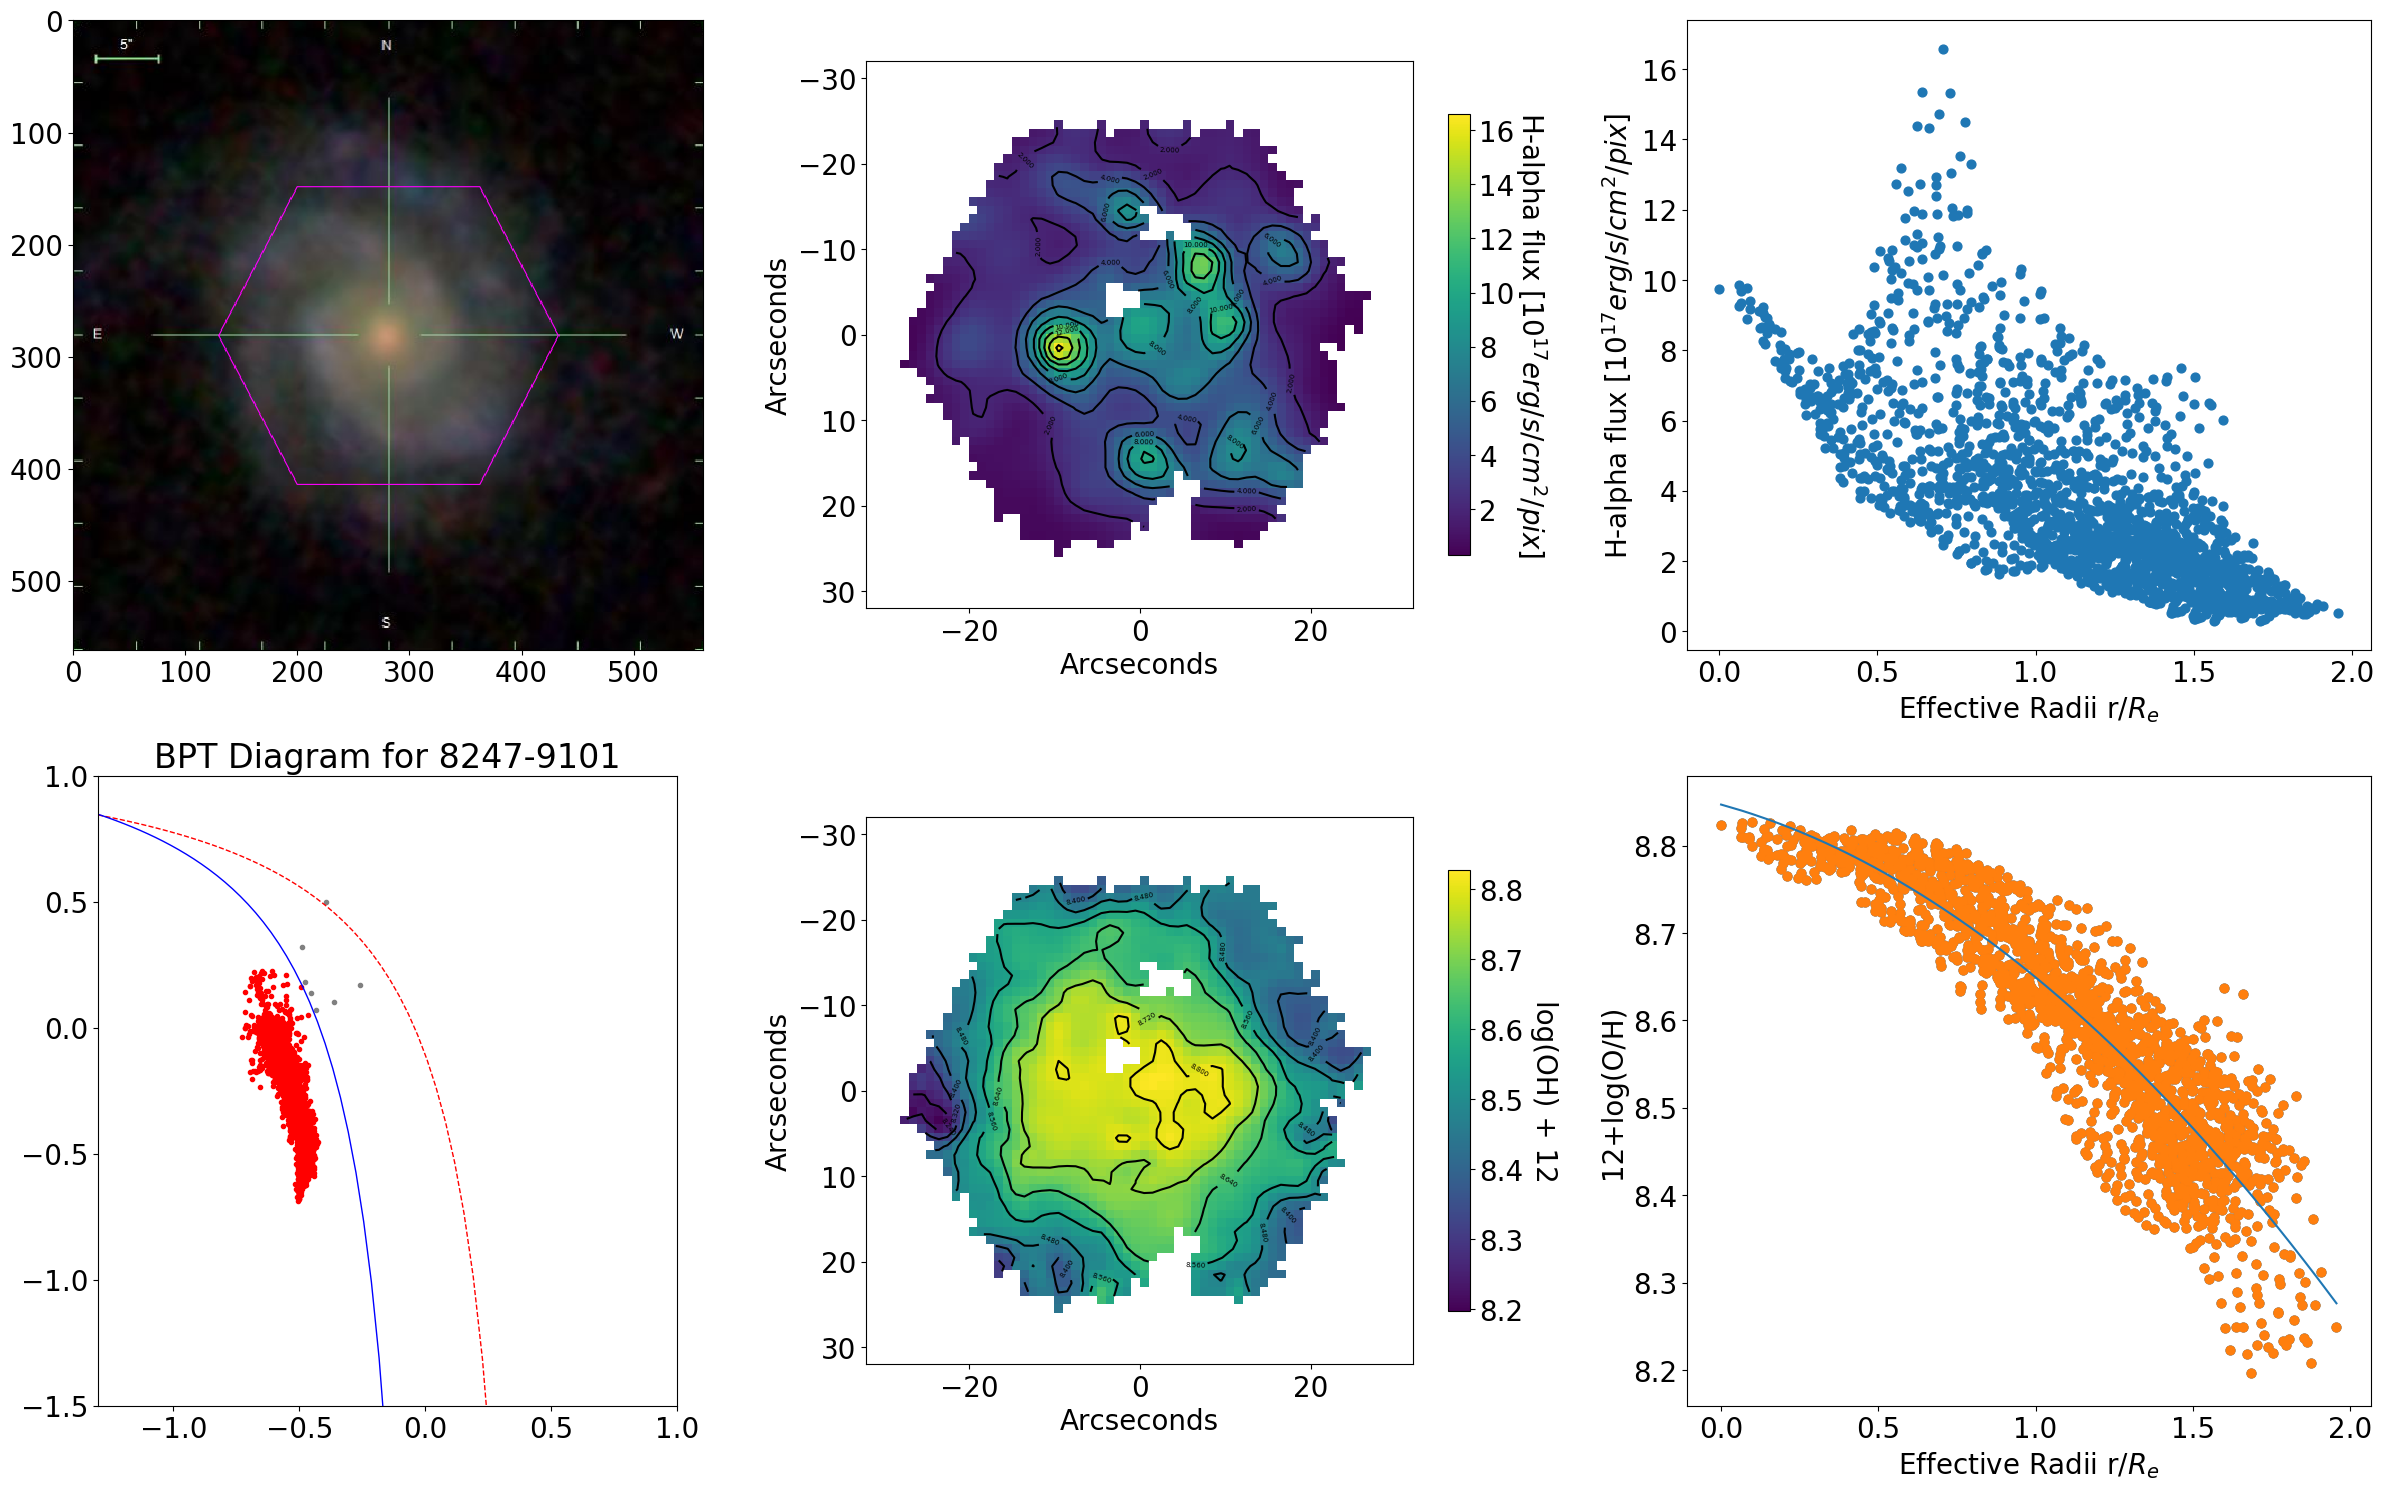 0
100
200
300
400
500
0 100 200 300 400 500
5"
N
E
W
S
−30
−20
−10
0
10
20
30
−20 0 20
Arcseconds
Arcseconds
16
14
12
10
8
6
4
2
H-alpha flux [10^17 erg/s/cm^2/pix]
16
14
12
10
8
6
4
2
0
0.0 0.5 1.0 1.5 2.0
H-alpha flux [10^17 erg/s/cm^2/pix]
Effective Radii r/R_e
BPT Diagram for 8247-9101
1.0
0.5
0.0
−0.5
−1.0
−1.5
−1.0 −0.5 0.0 0.5 1.0
−30
−20
−10
0
10
20
30
−20 0 20
Arcseconds
Arcseconds
8.8
8.7
8.6
8.5
8.4
8.3
8.2
log(OH) + 12
8.8
8.7
8.6
8.5
8.4
8.3
8.2
0.0 0.5 1.0 1.5 2.0
12+log(O/H)
Effective Radii r/R_e